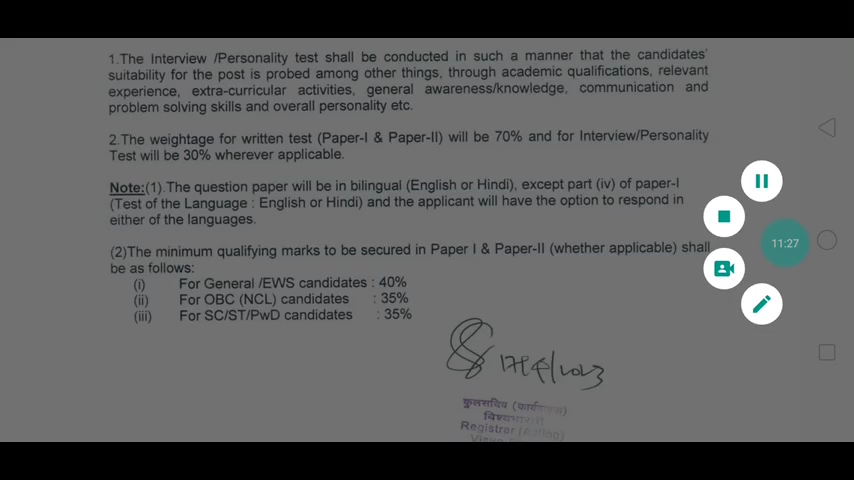 1.The Interview /Personality test shall be conducted in such a manner that the candidates'
suitability for the post is probed among other things, through academic qualifications, relevant
experience, extra-curricular activities, general awareness/knowledge, communication and
problem solving skills and overall personality etc.
2.The weightage for written test (Paper-I & Paper-II) will be 70% and for Interview/Personality
Test will be 30% wherever applicable.
Note:(1).The question paper will be in bilingual (English or Hindi), except part (iv) of paper-I
(Test of the Language : English or Hindi) and the applicant will have the option to respond in
either of the languages.
(2)The minimum qualifying marks to be secured in Paper I & Paper-II (whether applicable) shall
be as follows:
(i) For General /EWS candidates : 40%
(ii) For OBC (NCL) candidates : 35%
(iii) For SC/ST/PwD candidates : 35%
11:27
कुलसचिव
Registrar